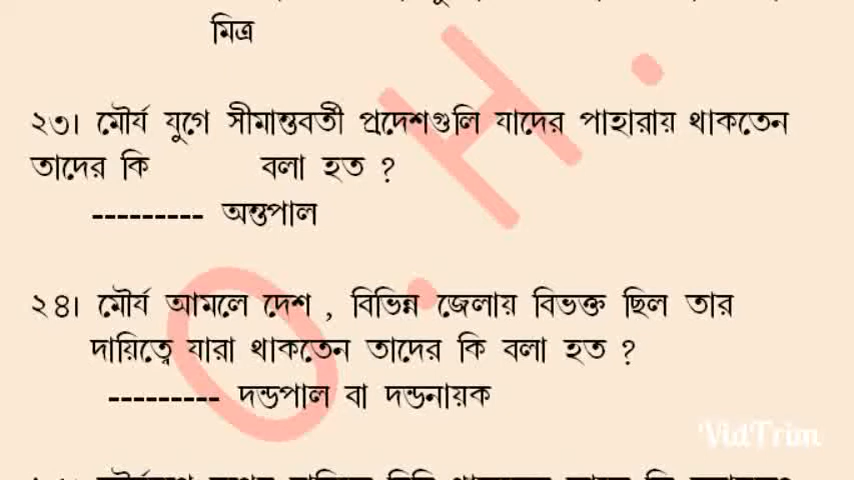 মিত্র
২৩। মৌর্য যুগে সীমান্তবর্তী প্রদেশগুলি যাদের পাহারায় থাকতেন
তাদের কি বলা হত ?
--------- অন্তপাল
২৪। মৌর্য আমলে দেশ , বিভিন্ন জেলায় বিভক্ত ছিল তার
দায়িত্বে যারা থাকতেন তাদের কি বলা হত ?
--------- দন্ডপাল বা দন্ডনায়ক
O.H.
VidTrim